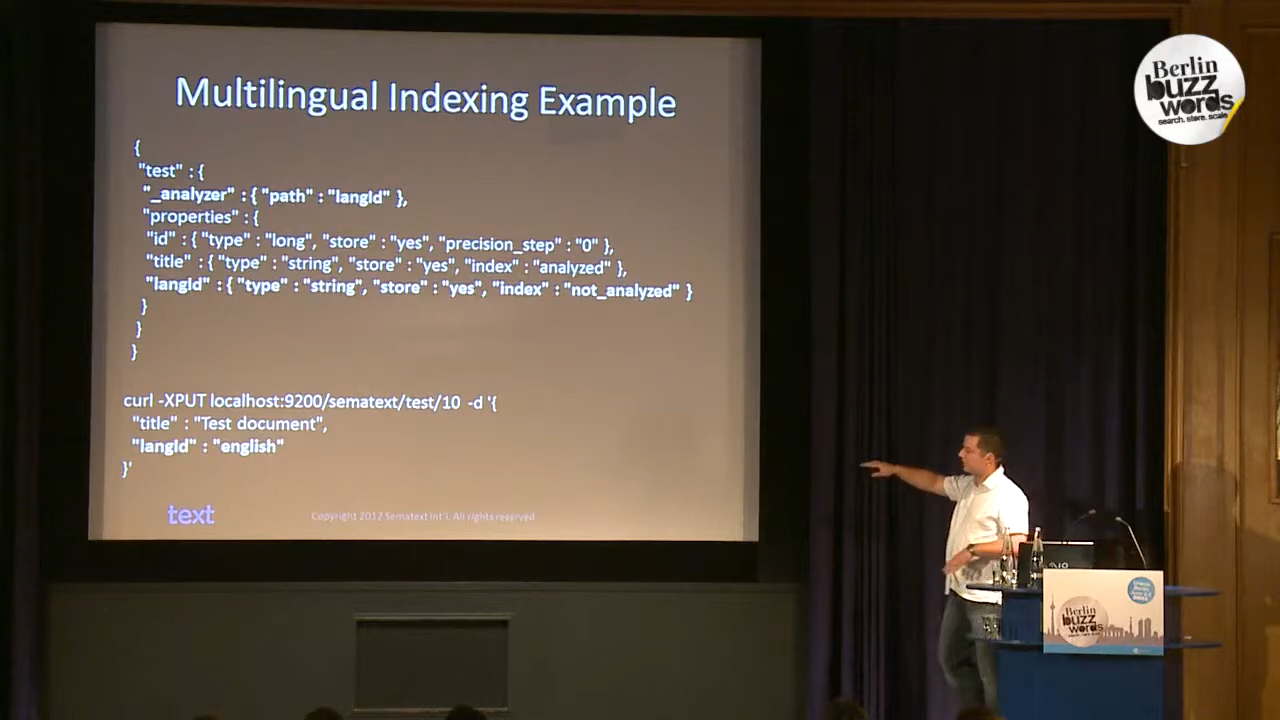 Multilingual Indexing Example
{
"test" : {
"_analyzer" : { "path" : "langId" },
"properties" : {
"id" : { "type" : "long", "store" : "yes", "precision_step" : "0" },
"title" : { "type" : "string", "store" : "yes", "index" : "analyzed" },
"langId" : { "type" : "string", "store" : "yes", "index" : "not_analyzed" }
}
}
}
curl -XPUT localhost:9200/sematext/test/10 -d '{
"title" : "Test document",
"langId" : "english"
}'
text
Copyright 2012 Sematext Int'l. All rights reserved
Berlin
buzz
words
search. store. scale
Berlin
buzz
words